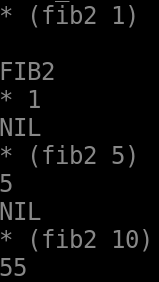 * (fib2 1)
FIB2
* 1
NIL
* (fib2 5)
5
NIL
* (fib2 10)
55